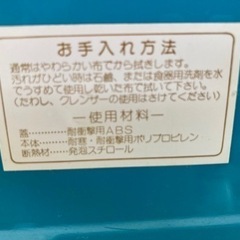 お手入れ方法
通常はやわらかい布でから拭きします。
汚れがひどい時は石鹸、または食器用洗剤を水
でうすめて使用し乾いた布で拭いて下さい。
(たわし、クレンザーの使用はさけてください)
―使用材料―
蓋――――耐衝撃用ABS
本体―――耐寒・耐衝撃用ポリプロピレン
断熱材――発泡スチロール